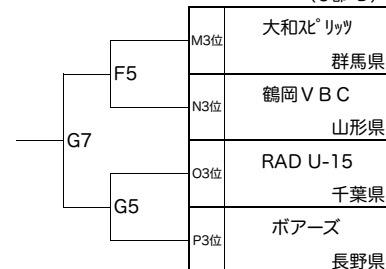 M3位
大和ｽﾋﾟﾘｯﾂ
群馬県
F5
N3位
鶴岡ＶＢＣ
山形県
G7
O3位
RAD U-15
千葉県
G5
P3位
ボアーズ
長野県